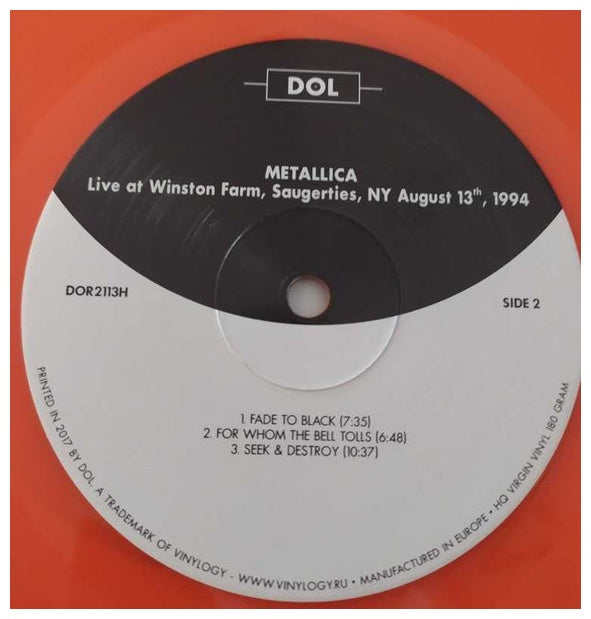 DOL
METALLICA
Live at Winston Farm, Saugerties, NY August 13th, 1994
DOR2113H
SIDE 2
1. FADE TO BLACK (7:35)
2. FOR WHOM THE BELL TOLLS (6:48)
3. SEEK & DESTROY (10:37)
PRINTED IN 2017 BY DOL. A TRADEMARK OF VINYLOGY - WWW.VINYLOGY.RU • MANUFACTURED IN EUROPE • HQ VIRGIN VINYL 180 GRAM